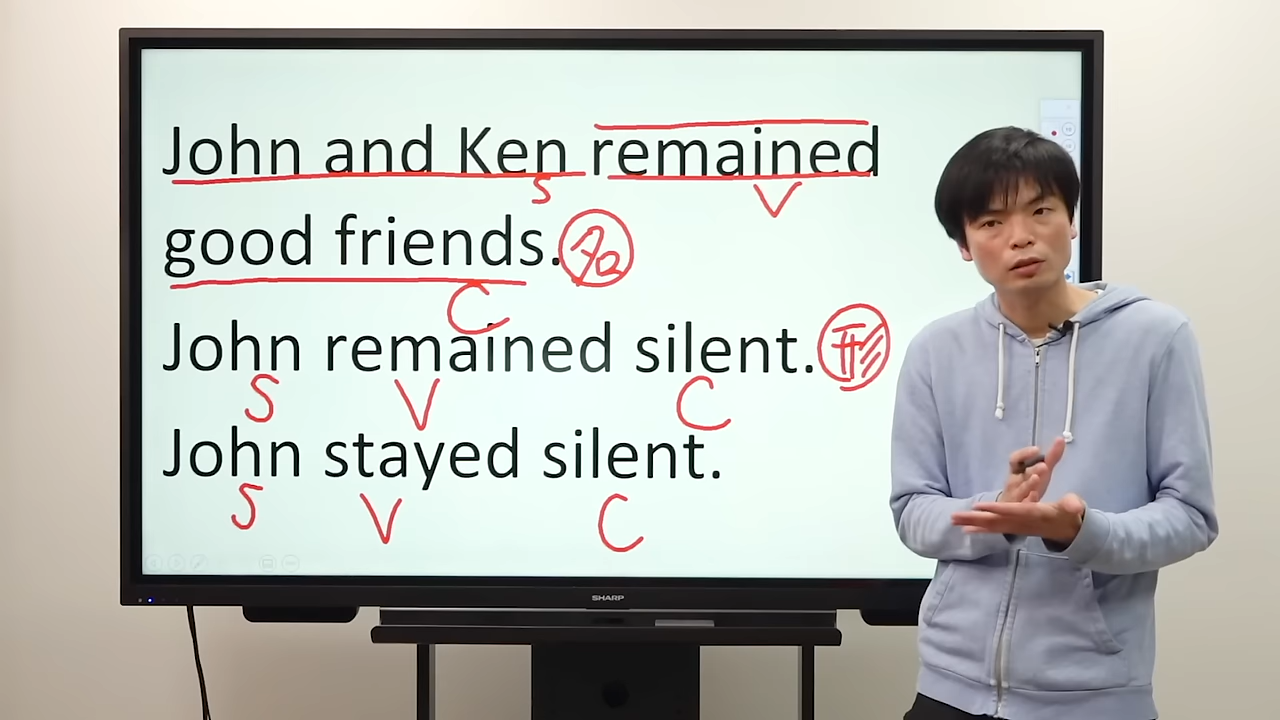 John and Ken remained
S V
good friends. 名
C
John remained silent. 形
S V C
John stayed silent.
S V C
SHARP